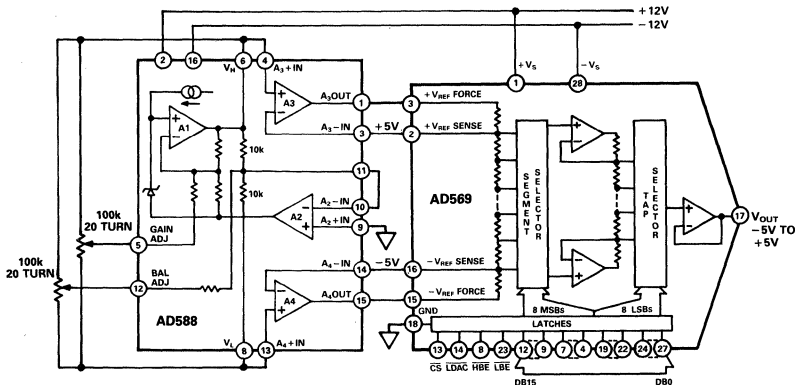 + 12V
− 12V
2
16
6
4
VH
A3 + IN
+ VS
− VS
1
28
A3OUT
1
3
+ VREF FORCE
A3
A1
A3 − IN
3
+ 5V
2
+ VREF SENSE
10k
11
10k
A2 − IN
10
A2
A2 + IN
9
AD569
SEGMENT
SELECTOR
TAP
SELECTOR
17
VOUT
−5V TO
+5V
100k
20 TURN
5
GAIN
ADJ
100k
20 TURN
12
BAL
ADJ
A4 − IN
14
−5V
16
− VREF SENSE
A4
A4OUT
15
15
− VREF FORCE
AD588
GND
18
8 MSBs
8 LSBs
LATCHES
VL
8
13
A4 + IN
13
14
8
23
12
9
7
4
19
22
24
27
CS
LDAC
HBE
LBE
DB15
DB0